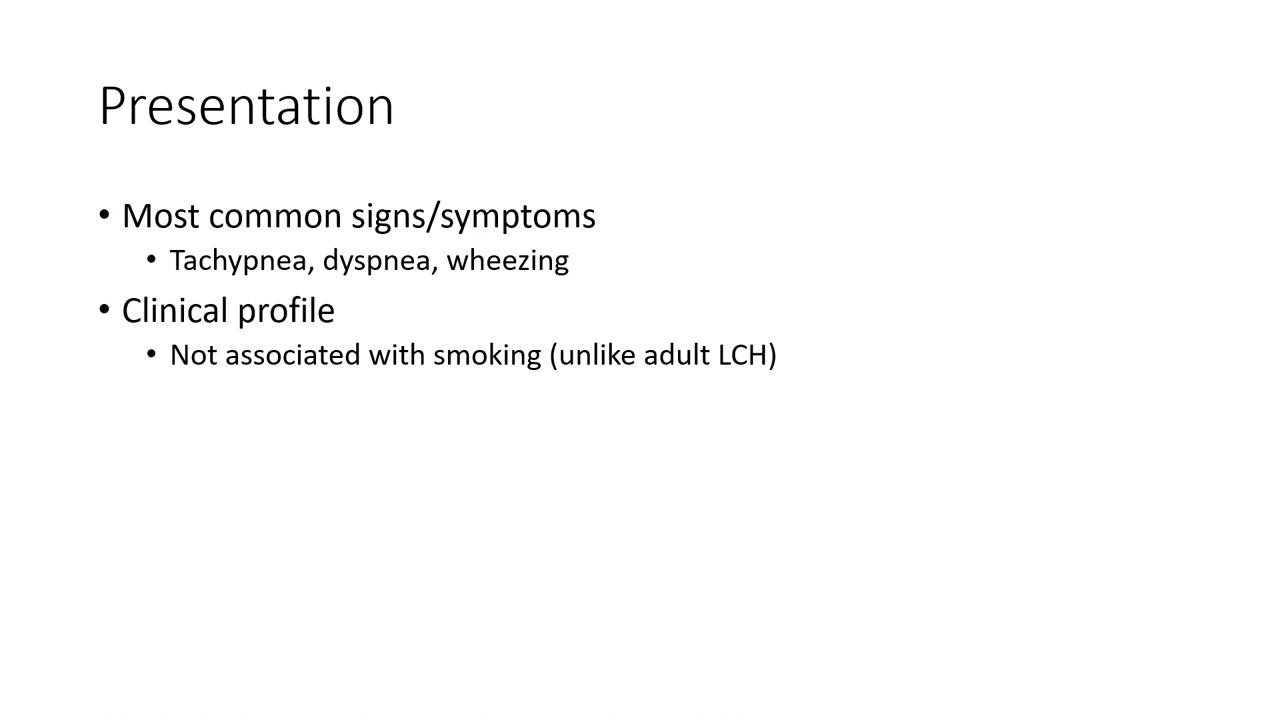 Presentation
• Most common signs/symptoms
• Tachypnea, dyspnea, wheezing
• Clinical profile
• Not associated with smoking (unlike adult LCH)